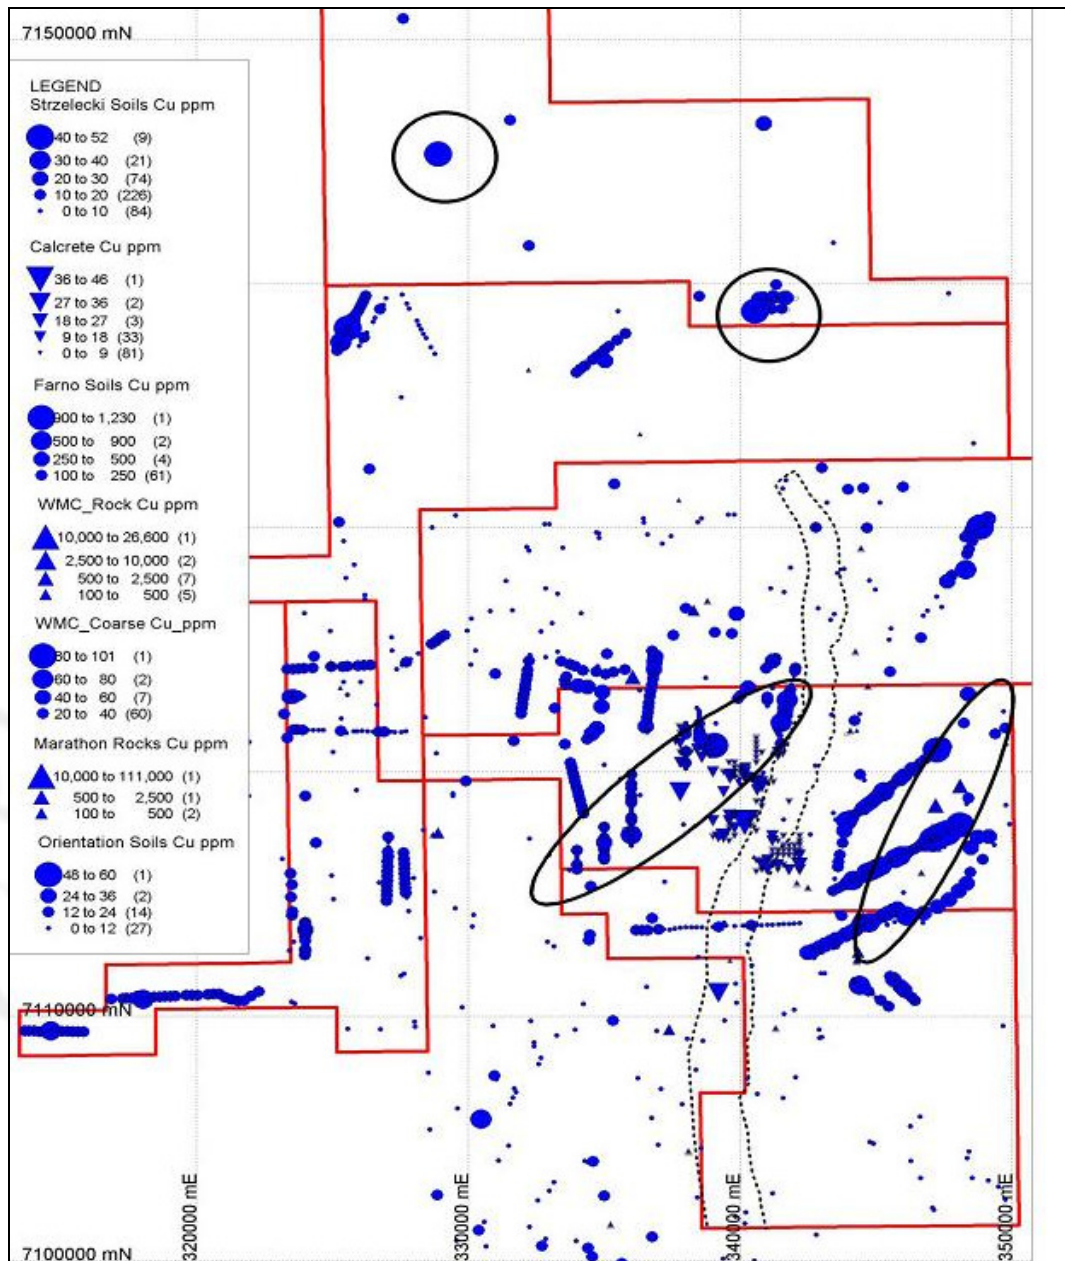 7150000 mN
LEGEND
Strzelecki Soils Cu ppm
40 to 52 (9)
30 to 40 (21)
20 to 30 (74)
10 to 20 (226)
0 to 10 (84)
Calcrete Cu ppm
36 to 46 (1)
27 to 36 (2)
18 to 27 (3)
9 to 18 (33)
0 to 9 (81)
Farno Soils Cu ppm
900 to 1,230 (1)
500 to 900 (2)
250 to 500 (4)
100 to 250 (61)
WMC_Rock Cu ppm
10,000 to 26,600 (1)
2,500 to 10,000 (2)
500 to 2,500 (7)
100 to 500 (5)
WMC_Coarse Cu_ppm
80 to 101 (1)
60 to 80 (2)
40 to 60 (7)
20 to 40 (60)
Marathon Rocks Cu ppm
10,000 to 111,000 (1)
500 to 2,500 (1)
100 to 500 (2)
Orientation Soils Cu ppm
48 to 60 (1)
24 to 36 (2)
12 to 24 (14)
0 to 12 (27)
7110000 mN
7100000 mN
320000 mE
330000 mE
340000 mE
350000 mE